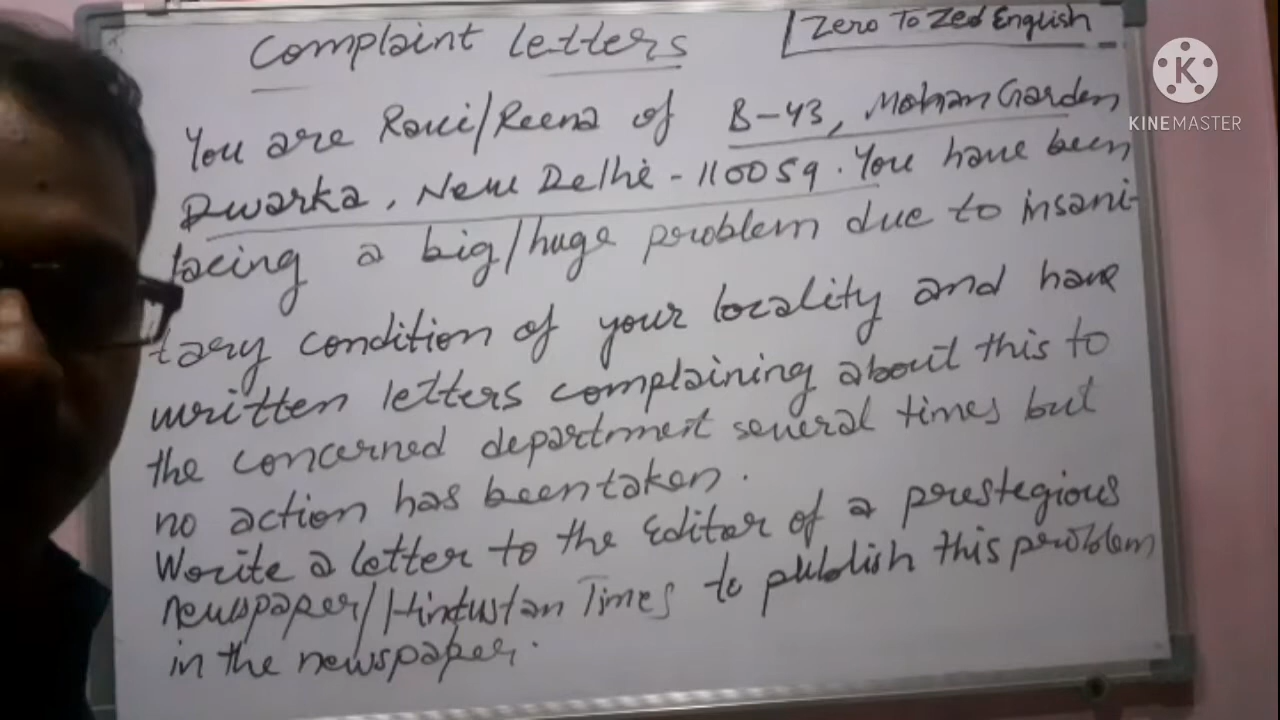 Complaint Letters
Zero To Zed English
K
KINEMASTER
You are Ravi/Reena of B-43, Mohan Garden
Dwarka, New Delhi - 110059. You have been
facing a big/huge problem due to insani-
tary condition of your locality and have
written letters complaining about this to
the concerned department several times but
no action has been taken.
Write a letter to the Editor of a prestegious
newspaper/Hindustan Times to publish this problem
in the newspaper.